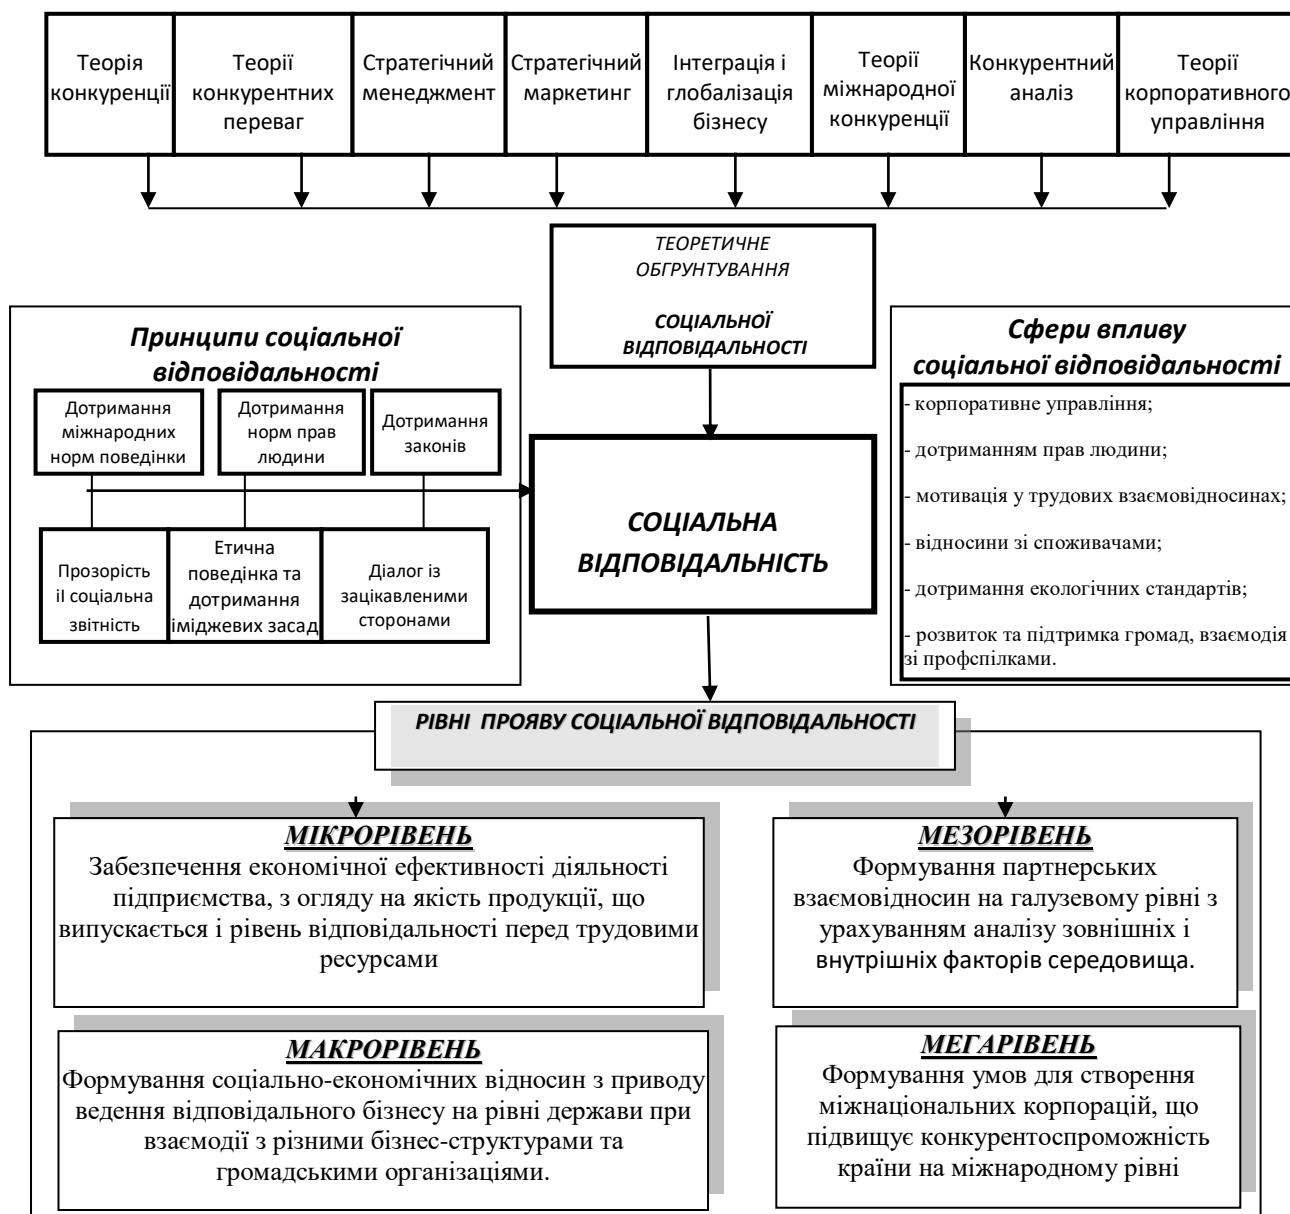 Теорія
конкуренції
Теорії
конкурентних
переваг
Стратегічний
менеджмент
Стратегічний
маркетинг
Інтеграція і
глобалізація
бізнесу
Теорії
міжнародної
конкуренції
Конкурентний
аналіз
Теорії
корпоративного
управління
ТЕОРЕТИЧНЕ
ОБГРУНТУВАННЯ
СОЦІАЛЬНОЇ
ВІДПОВІДАЛЬНОСТІ
Принципи соціальної
відповідальності
Дотримання
міжнародних
норм поведінки
Дотримання
норм прав
людини
Дотримання
законів
Прозорість
іІ соціальна
звітність
Етична
поведінка та
дотримання
іміджевих засад
Діалог із
зацікавленими
сторонами
СОЦІАЛЬНА
ВІДПОВІДАЛЬНІСТЬ
Сфери впливу
соціальної відповідальності
- корпоративне управління;
- дотриманням прав людини;
- мотивація у трудових взаємовідносинах;
- відносини зі споживачами;
- дотримання екологічних стандартів;
- розвиток та підтримка громад, взаємодія
зі профспілками.
РІВНІ ПРОЯВУ СОЦІАЛЬНОЇ ВІДПОВІДАЛЬНОСТІ
МІКРОРІВЕНЬ
Забезпечення економічної ефективності діяльності
підприємства, з огляду на якість продукції, що
випускається і рівень відповідальності перед трудовими
ресурсами
МЕЗОРІВЕНЬ
Формування партнерських
взаємовідносин на галузевому рівні з
урахуванням аналізу зовнішніх і
внутрішніх факторів середовища.
МАКРОРІВЕНЬ
Формування соціально-економічних відносин з приводу
ведення відповідального бізнесу на рівні держави при
взаємодії з різними бізнес-структурами та
громадськими організаціями.
МЕГАРІВЕНЬ
Формування умов для створення
міжнаціональних корпорацій, що
підвищує конкурентоспроможність
країни на міжнародному рівні